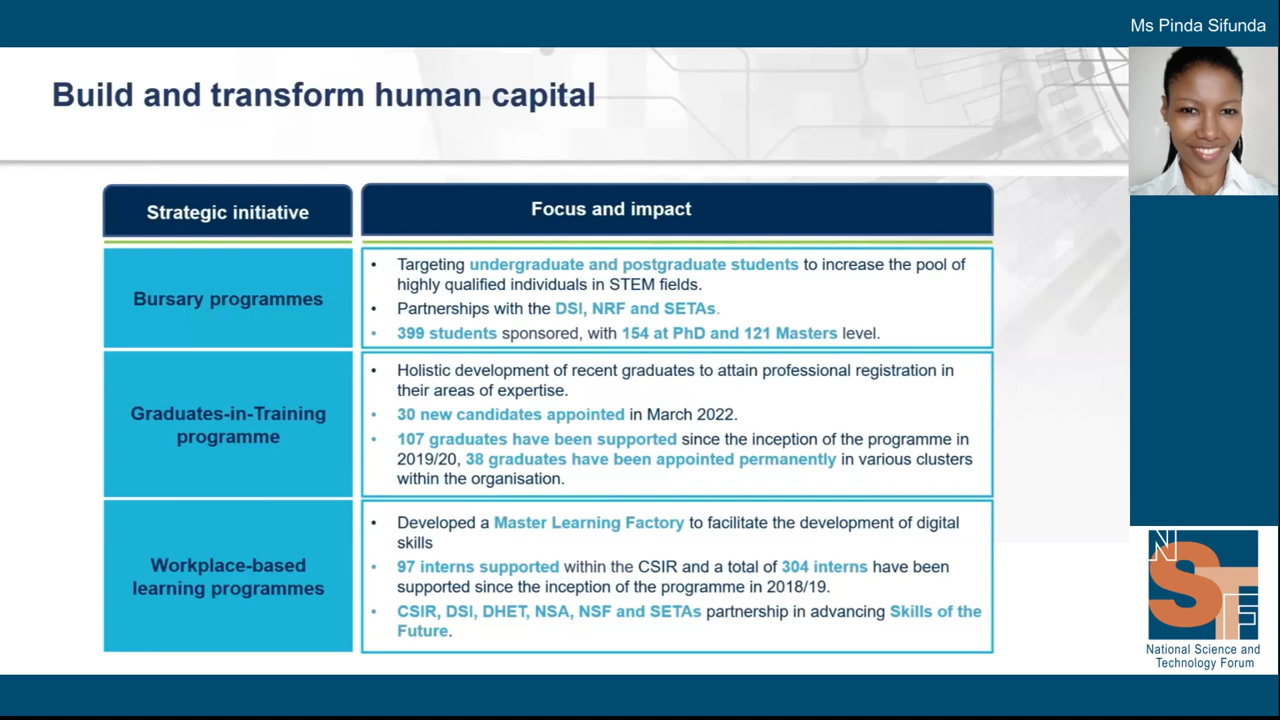 Ms Pinda Sifunda
Build and transform human capital
Strategic initiative
Focus and impact
Bursary programmes
• Targeting undergraduate and postgraduate students to increase the pool of
highly qualified individuals in STEM fields.
• Partnerships with the DSI, NRF and SETAs.
• 399 students sponsored, with 154 at PhD and 121 Masters level.
Graduates-in-Training
programme
• Holistic development of recent graduates to attain professional registration in
their areas of expertise.
• 30 new candidates appointed in March 2022.
• 107 graduates have been supported since the inception of the programme in
2019/20, 38 graduates have been appointed permanently in various clusters
within the organisation.
Workplace-based
learning programmes
• Developed a Master Learning Factory to facilitate the development of digital
skills
• 97 interns supported within the CSIR and a total of 304 interns have been
supported since the inception of the programme in 2018/19.
• CSIR, DSI, DHET, NSA, NSF and SETAs partnership in advancing Skills of the
Future.
NSTF
National Science and
Technology Forum